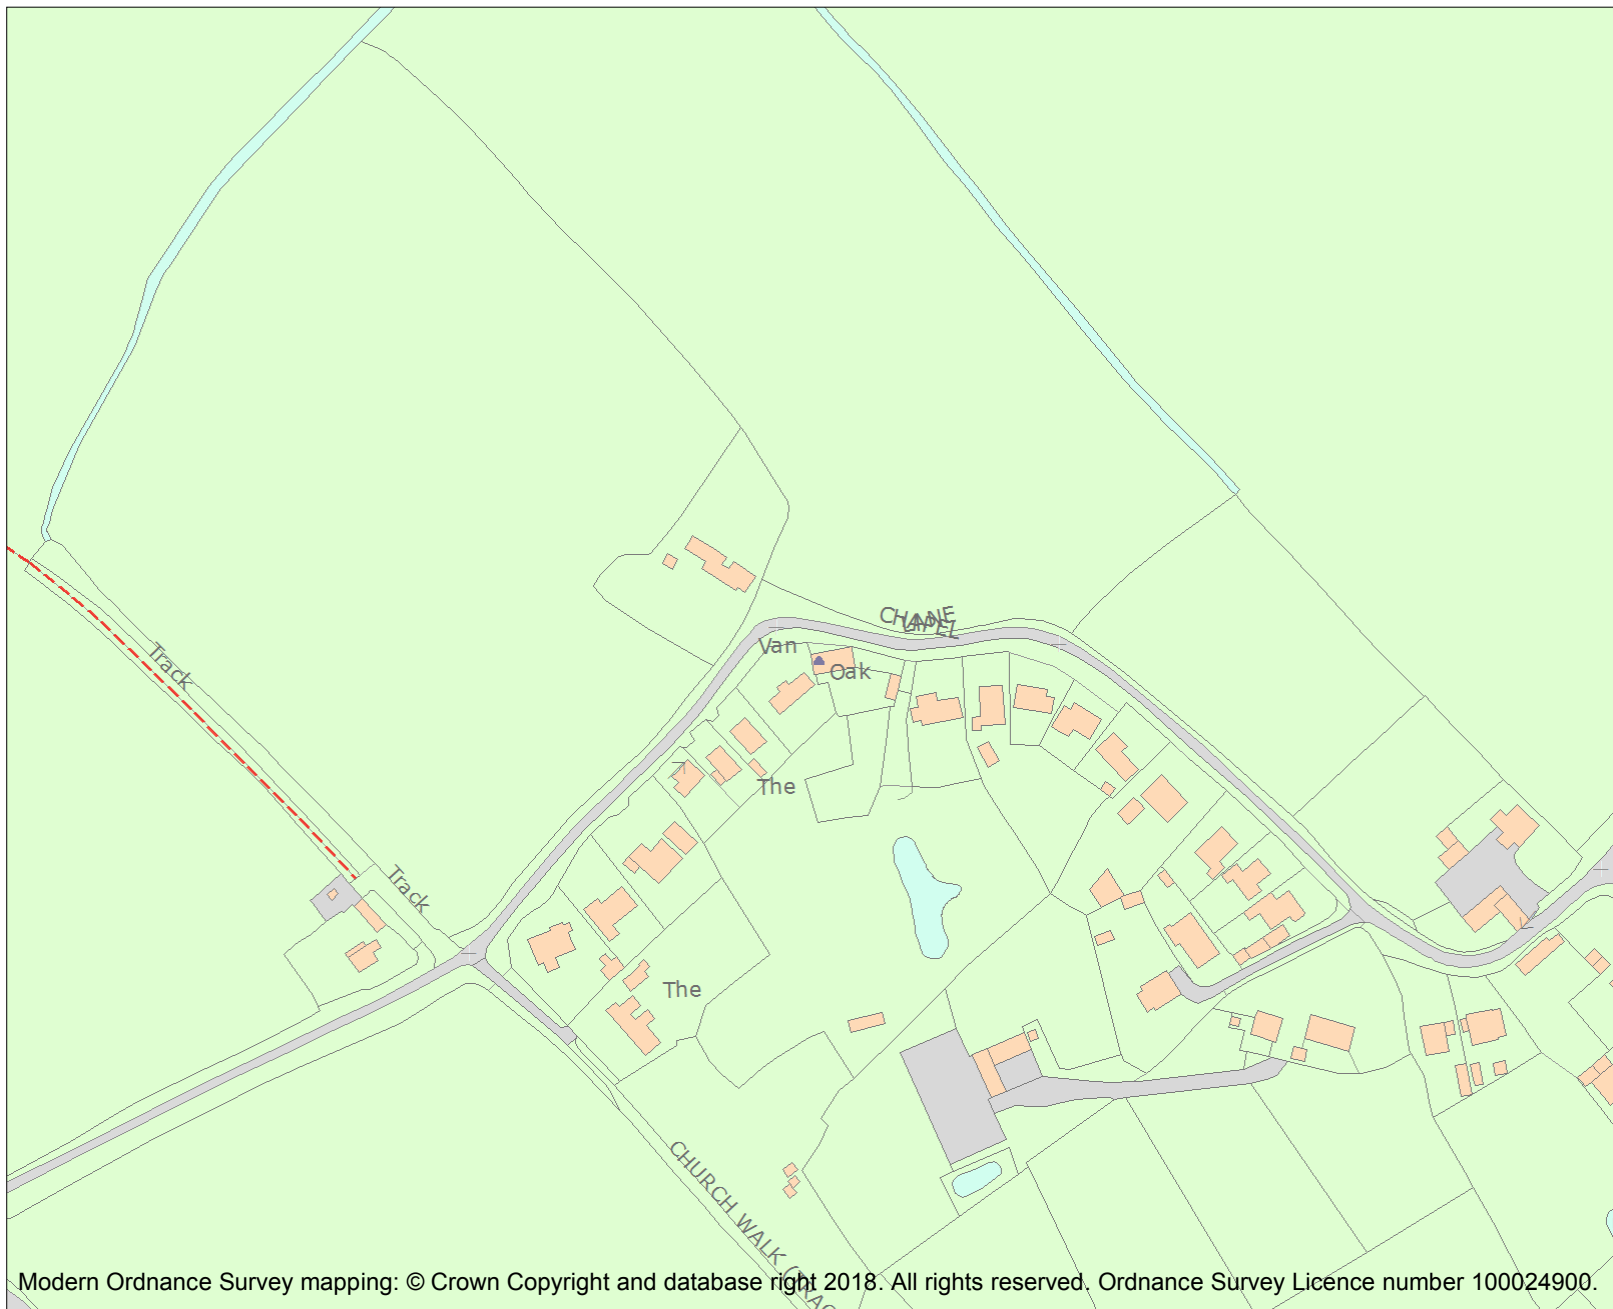 CHAPEL
LANE
Van
Oak
Track
The
Track
The
CHURCH WALK (TRAC
Modern Ordnance Survey mapping: © Crown Copyright and database right 2018. All rights reserved. Ordnance Survey Licence number 100024900.